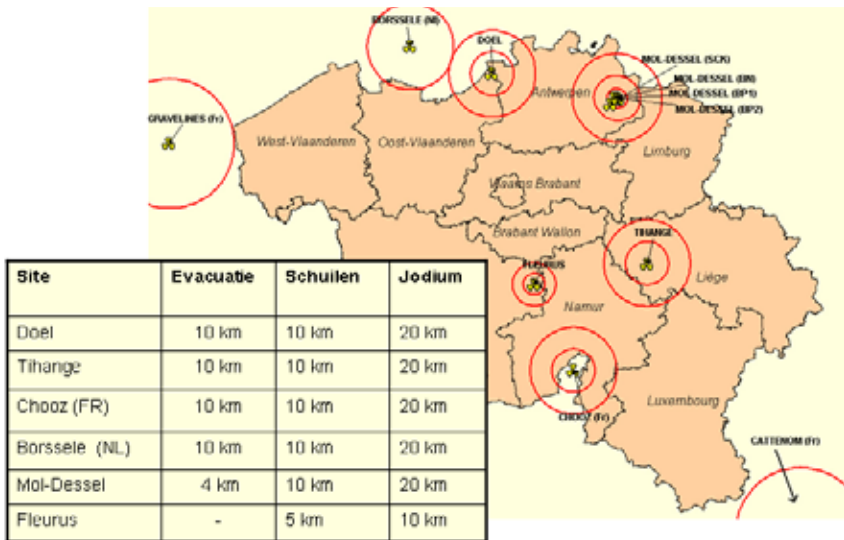 BORSSELE (Nl)
DOEL
MOL-DESSEL (SCK)
MOL-DESSEL (BN)
MOL-DESSEL (BP1)
MOL-DESSEL (BP2)
Antwerpen
GRAVELINES (Fr)
West-Vlaanderen
Oost-Vlaanderen
Limburg
Vlaams Brabant
Brabant Wallon
TIHANGE
FLEURUS
Liége
Namur
Luxembourg
CHOOZ (Fr)
CATTENOM (Fr)
Site Evacuatie Schuilen Jodium
Doel 10 km 10 km 20 km
Tihange 10 km 10 km 20 km
Chooz (FR) 10 km 10 km 20 km
Borssele (NL) 10 km 10 km 20 km
Mol-Dessel 4 km 10 km 20 km
Fleurus - 5 km 10 km